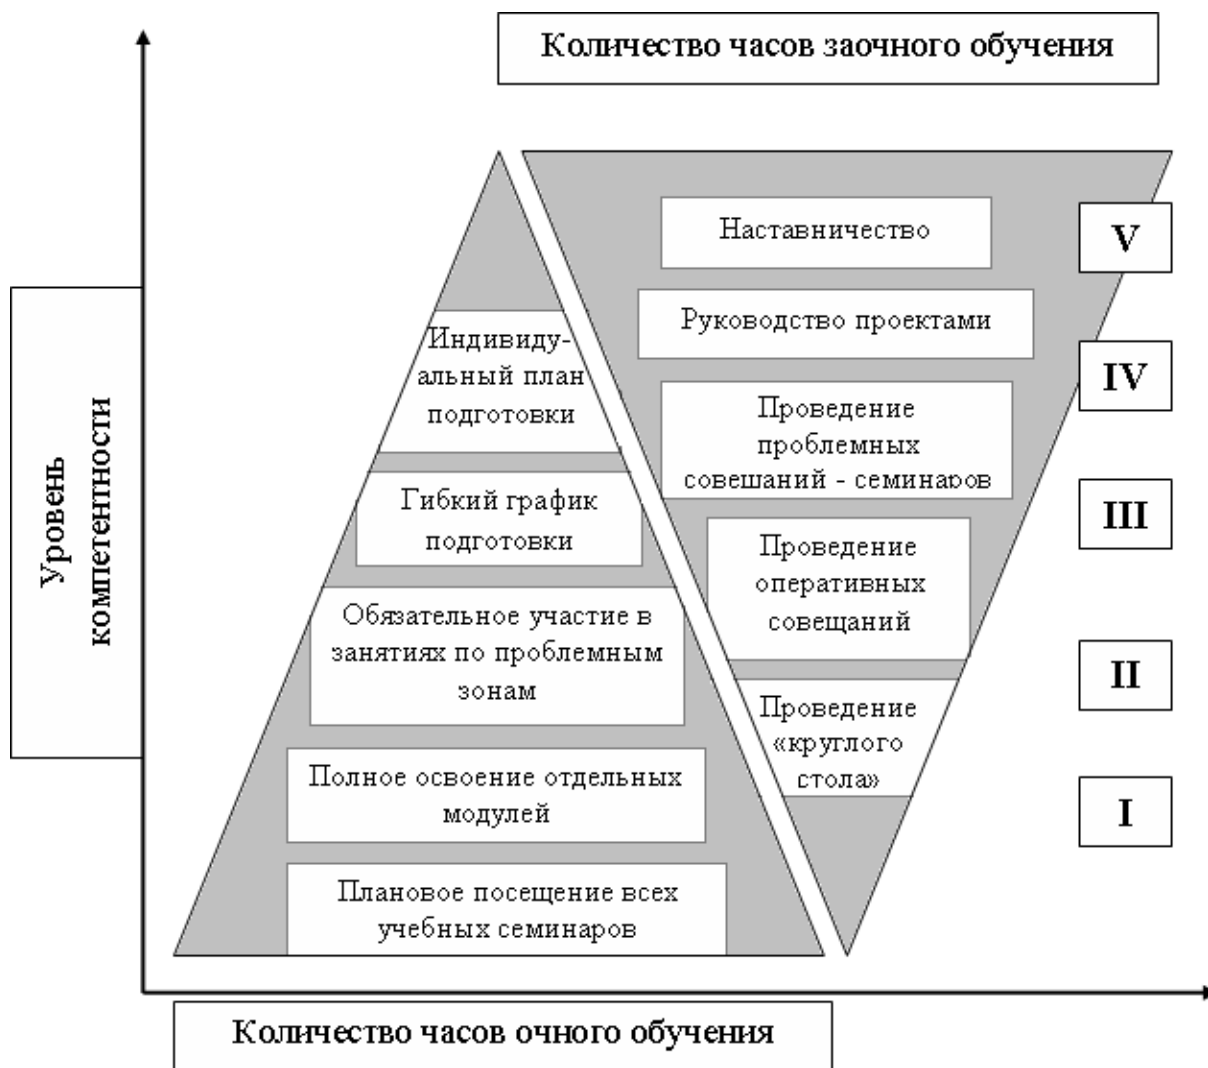 Количество часов заочного обучения
Уровень
компетентности
Индивиду-
альный план
подготовки
Гибкий график
подготовки
Обязательное участие в
занятиях по проблемным
зонам
Полное освоение отдельных
модулей
Плановое посещение всех
учебных семинаров
Наставничество
Руководство проектами
Проведение
проблемных
совещаний - семинаров
Проведение
оперативных
совещаний
Проведение
«круглого
стола»
V
IV
III
II
I
Количество часов очного обучения